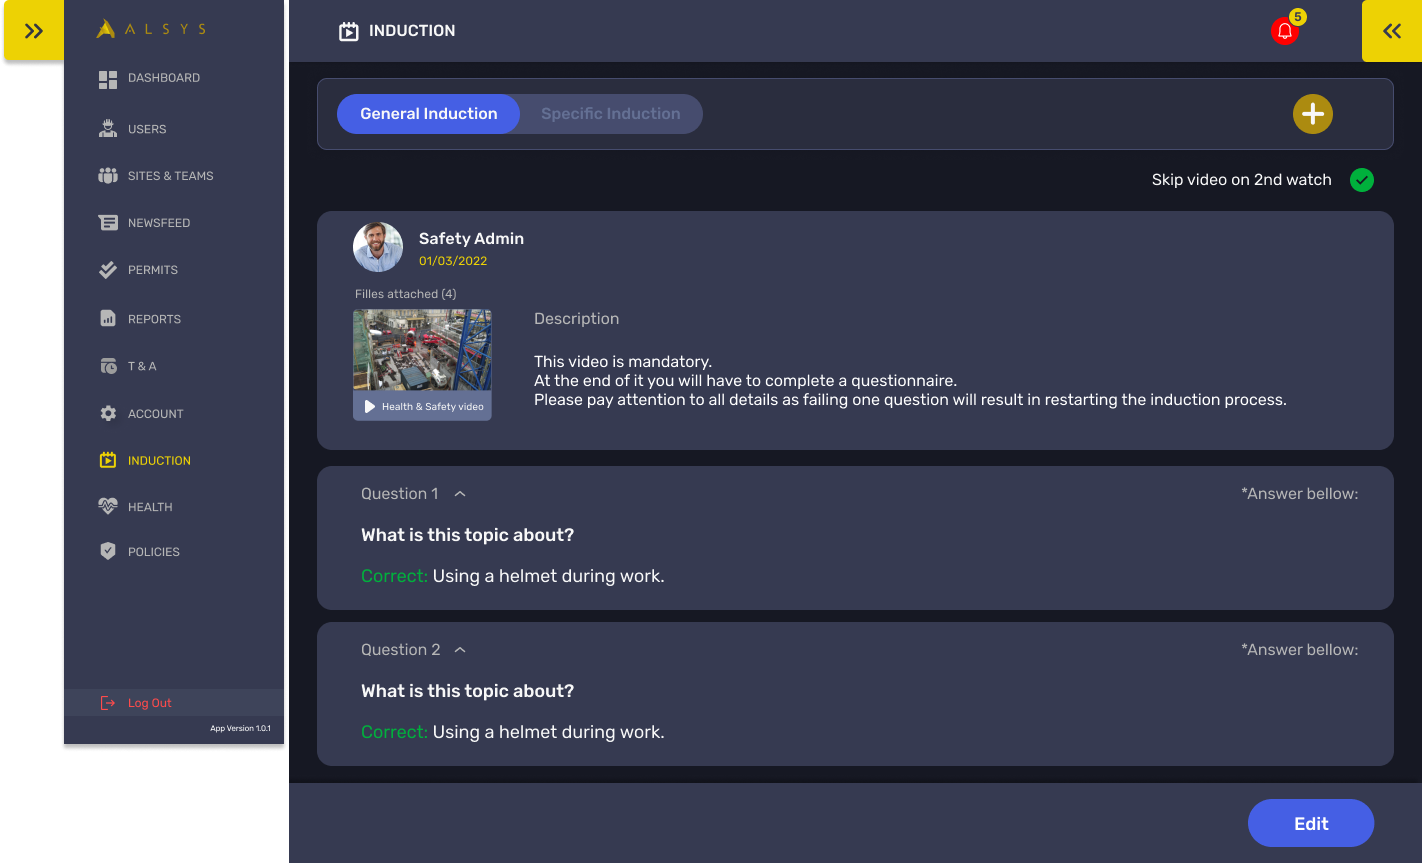 ALSYS
DASHBOARD
USERS
SITES & TEAMS
NEWSFEED
PERMITS
REPORTS
T & A
ACCOUNT
INDUCTION
HEALTH
POLICIES
Log Out
App Version 1.0.1
INDUCTION
5
General Induction
Specific Induction
Skip video on 2nd watch
Safety Admin
01/03/2022
Filles attached (4)
Health & Safety video
Description
This video is mandatory.
At the end of it you will have to complete a questionnaire.
Please pay attention to all details as failing one question will result in restarting the induction process.
Question 1
*Answer bellow:
What is this topic about?
Correct: Using a helmet during work.
Question 2
*Answer bellow:
What is this topic about?
Correct: Using a helmet during work.
Edit